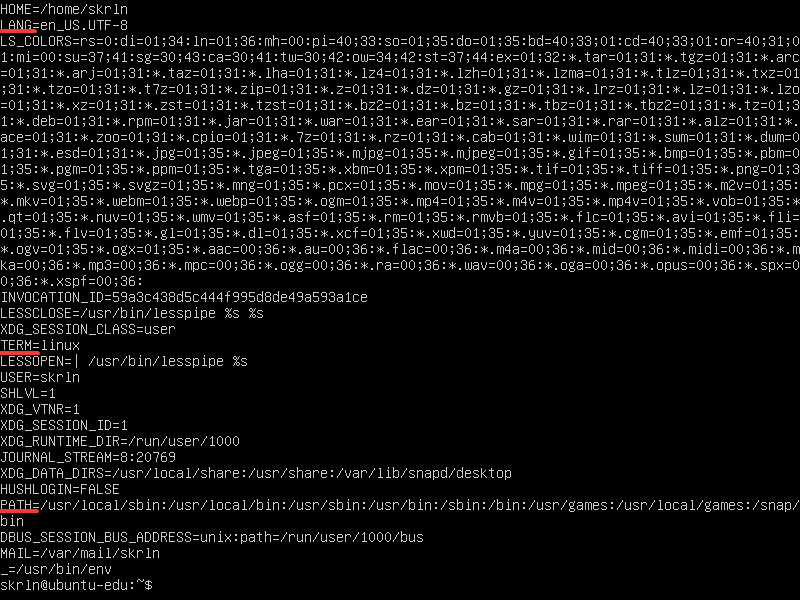 HOME=/home/skrln
LANG=en_US.UTF-8
LS_COLORS=rs=0:di=01;34:ln=01;36:mh=00:pi=40;33:so=01;35:do=01;35:bd=40;33;01:cd=40;33;01:or=40;31;0
1:mi=00:su=37;41:sg=30;43:ca=30;41:tw=30;42:ow=34;42:st=37;44:ex=01;32:*.tar=01;31:*.tgz=01;31:*.arc
=01;31:*.arj=01;31:*.taz=01;31:*.lha=01;31:*.lz4=01;31:*.lzh=01;31:*.lzma=01;31:*.tlz=01;31:*.txz=01
;31:*.tzo=01;31:*.t7z=01;31:*.zip=01;31:*.z=01;31:*.dz=01;31:*.gz=01;31:*.lrz=01;31:*.lz=01;31:*.lzo
=01;31:*.xz=01;31:*.zst=01;31:*.tzst=01;31:*.bz2=01;31:*.bz=01;31:*.tbz=01;31:*.tbz2=01;31:*.tz=01;3
1:*.deb=01;31:*.rpm=01;31:*.jar=01;31:*.war=01;31:*.ear=01;31:*.sar=01;31:*.rar=01;31:*.alz=01;31:*.
ace=01;31:*.zoo=01;31:*.cpio=01;31:*.7z=01;31:*.rz=01;31:*.cab=01;31:*.wim=01;31:*.swm=01;31:*.dwm=0
1;31:*.esd=01;31:*.jpg=01;35:*.jpeg=01;35:*.mjpg=01;35:*.mjpeg=01;35:*.gif=01;35:*.bmp=01;35:*.pbm=0
1;35:*.pgm=01;35:*.ppm=01;35:*.tga=01;35:*.xbm=01;35:*.xpm=01;35:*.tif=01;35:*.tiff=01;35:*.png=01;3
5:*.svg=01;35:*.svgz=01;35:*.mng=01;35:*.pcx=01;35:*.mov=01;35:*.mpg=01;35:*.mpeg=01;35:*.m2v=01;35:
*.mkv=01;35:*.webm=01;35:*.webp=01;35:*.ogm=01;35:*.mp4=01;35:*.m4v=01;35:*.mp4v=01;35:*.vob=01;35:*
.qt=01;35:*.nuv=01;35:*.wmv=01;35:*.asf=01;35:*.rm=01;35:*.rmvb=01;35:*.flc=01;35:*.avi=01;35:*.fli=
01;35:*.flv=01;35:*.gl=01;35:*.dl=01;35:*.xcf=01;35:*.xwd=01;35:*.yuv=01;35:*.cgm=01;35:*.emf=01;35:
*.ogv=01;35:*.ogx=01;35:*.aac=00;36:*.au=00;36:*.flac=00;36:*.m4a=00;36:*.mid=00;36:*.midi=00;36:*.m
ka=00;36:*.mp3=00;36:*.mpc=00;36:*.ogg=00;36:*.ra=00;36:*.wav=00;36:*.oga=00;36:*.opus=00;36:*.spx=0
0;36:*.xspf=00;36:
INVOCATION_ID=59a3c438d5c444f995d8de49a593a1ce
LESSCLOSE=/usr/bin/lesspipe %s %s
XDG_SESSION_CLASS=user
TERM=linux
LESSOPEN=| /usr/bin/lesspipe %s
USER=skrln
SHLVL=1
XDG_VTNR=1
XDG_SESSION_ID=1
XDG_RUNTIME_DIR=/run/user/1000
JOURNAL_STREAM=8:20769
XDG_DATA_DIRS=/usr/local/share:/usr/share:/var/lib/snapd/desktop
HUSHLOGIN=FALSE
PATH=/usr/local/sbin:/usr/local/bin:/usr/sbin:/usr/bin:/sbin:/bin:/usr/games:/usr/local/games:/snap/
bin
DBUS_SESSION_BUS_ADDRESS=unix:path=/run/user/1000/bus
MAIL=/var/mail/skrln
_=/usr/bin/env
skrln@ubuntu-edu:~$